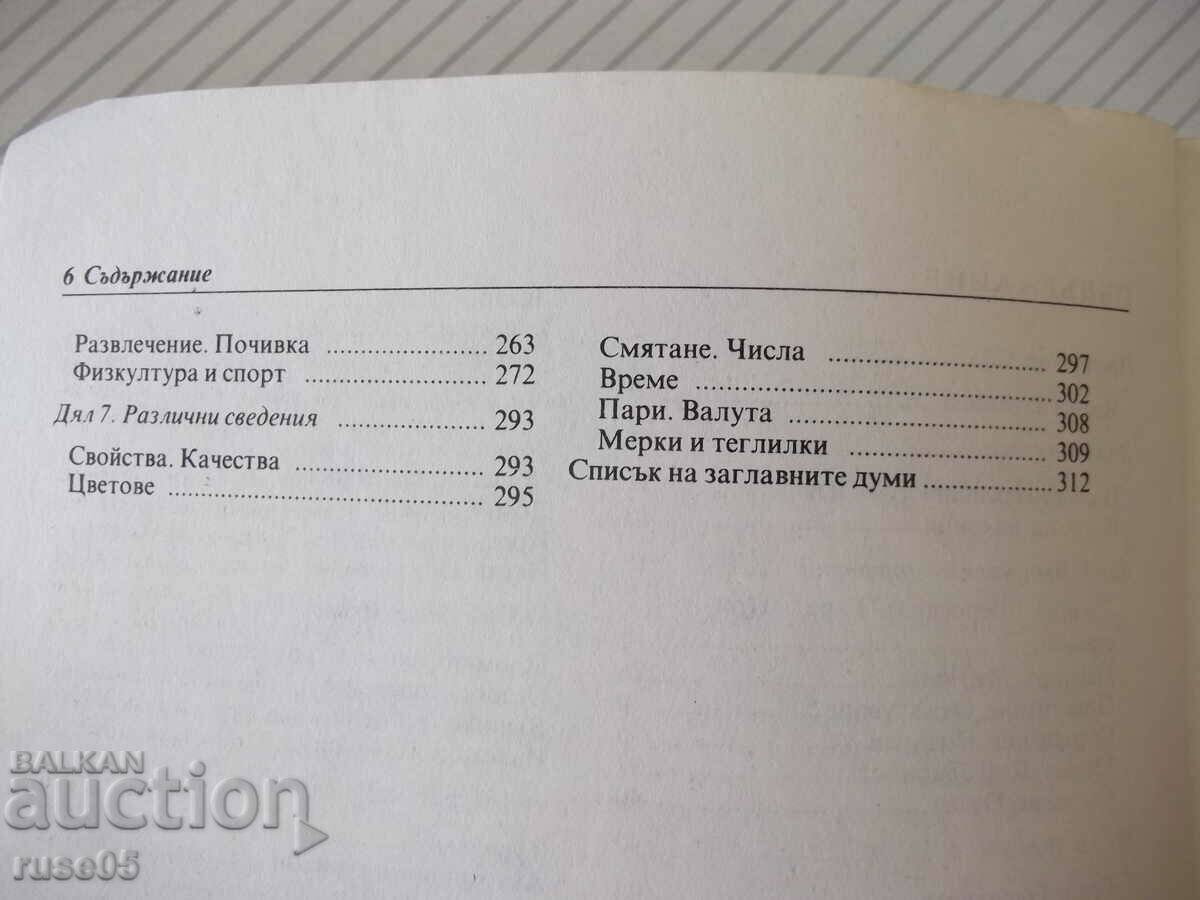 6 Съдържание
Развлечение. Почивка ........................ 263
Физкултура и спорт ........................... 272
Дял 7. Различни сведения ..................... 293
Свойства. Качества ................................. 293
Цветове ........................................... 295
Смятане. Числа ............................... 297
Време ................................................. 302
Пари. Валута ..................................... 308
Мерки и теглилки ............................ 309
Списък на заглавните думи .................... 312
BALKAN
auction
ruse05